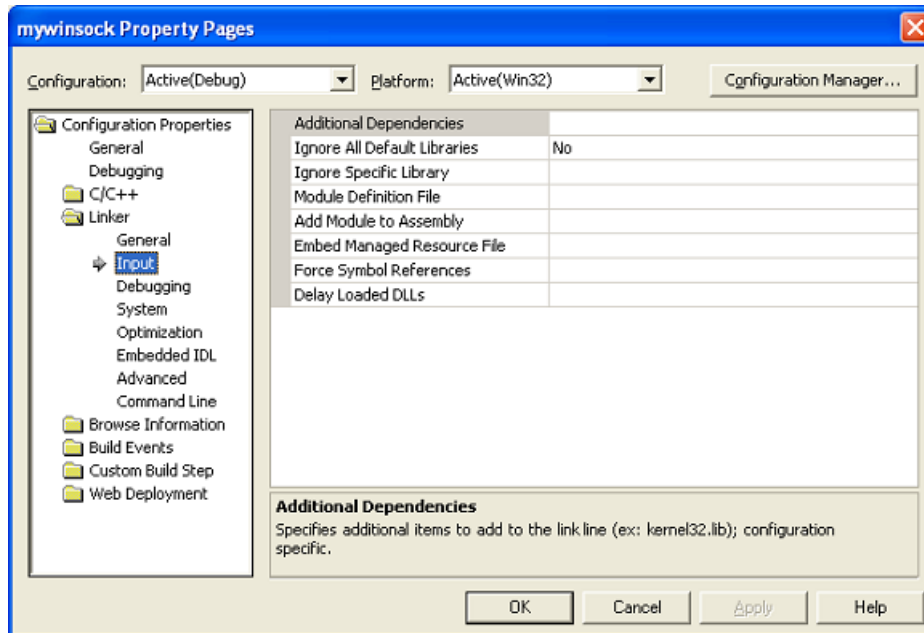 mywinsock Property Pages
Configuration: Active(Debug) Platform: Active(Win32) Configuration Manager...
Configuration Properties
General
Debugging
C/C++
Linker
General
Input
Debugging
System
Optimization
Embedded IDL
Advanced
Command Line
Browse Information
Build Events
Custom Build Step
Web Deployment
Additional Dependencies
Ignore All Default Libraries No
Ignore Specific Library
Module Definition File
Add Module to Assembly
Embed Managed Resource File
Force Symbol References
Delay Loaded DLLs
Additional Dependencies
Specifies additional items to add to the link line (ex: kernel32.lib); configuration
specific.
OK Cancel Apply Help